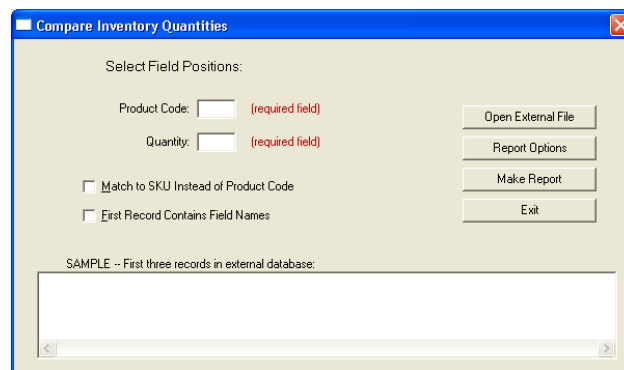 Compare Inventory Quantities
Select Field Positions:
Product Code: (required field)
Open External File
Quantity: (required field)
Report Options
Match to SKU Instead of Product Code
Make Report
First Record Contains Field Names
Exit
SAMPLE -- First three records in external database: